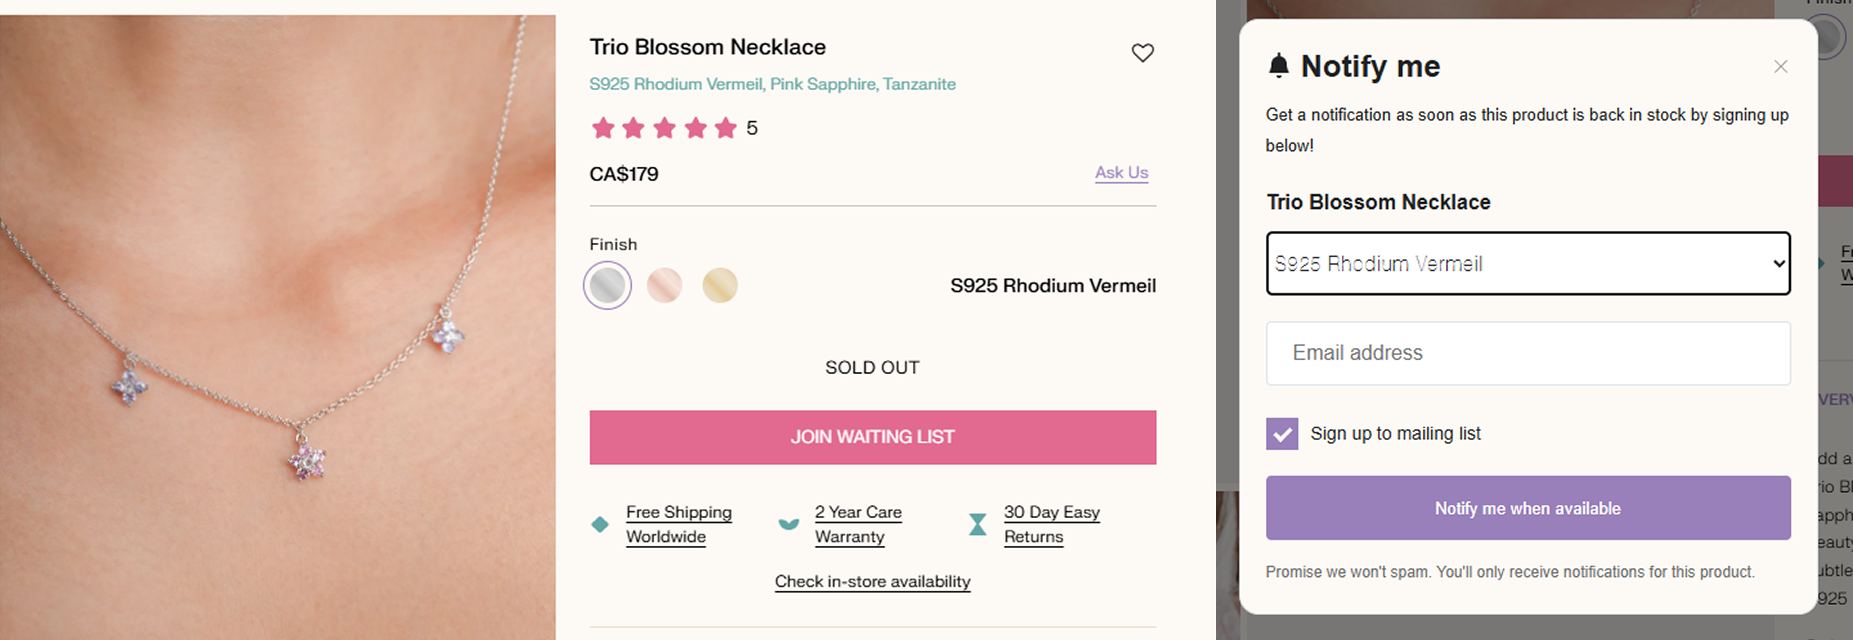 Trio Blossom Necklace
S925 Rhodium Vermeil, Pink Sapphire, Tanzanite
5
CA$179
Ask Us
Finish
S925 Rhodium Vermeil
SOLD OUT
JOIN WAITING LIST
Free Shipping
Worldwide
2 Year Care
Warranty
30 Day Easy
Returns
Check in-store availability
Notify me
Get a notification as soon as this product is back in stock by signing up
below!
Trio Blossom Necklace
S925 Rhodium Vermeil
Email address
Sign up to mailing list
Notify me when available
Promise we won't spam. You'll only receive notifications for this product.